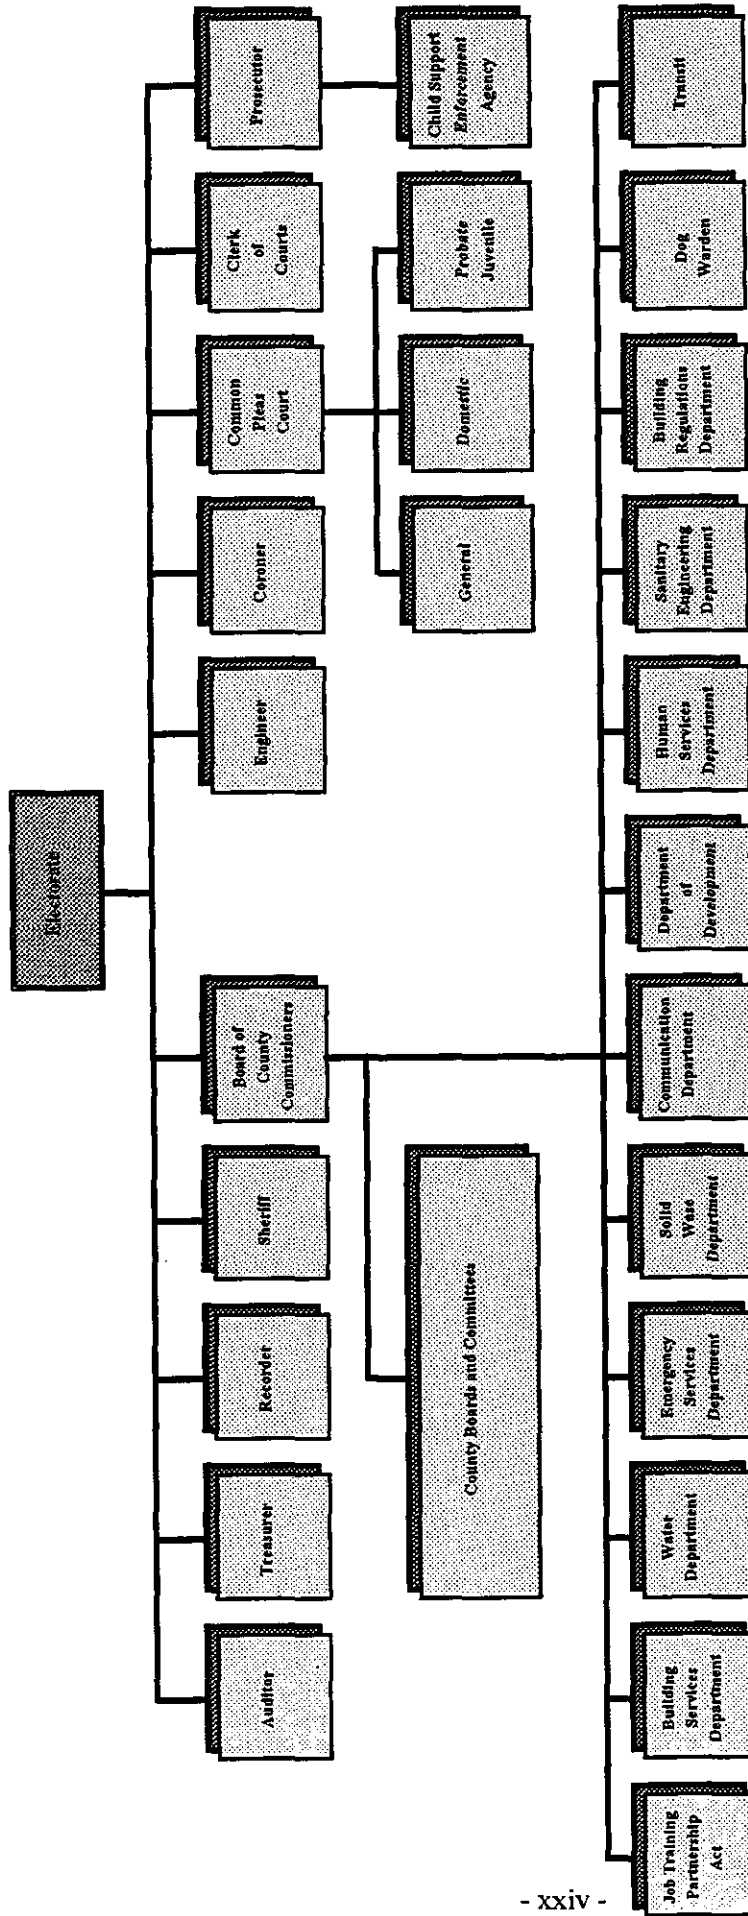 Electorate
Auditor
Treasurer
Recorder
Sheriff
Board of
County
Commissioners
Engineer
Coroner
Common
Pleas
Court
Clerk
of
Courts
Prosecutor
County Boards and Committees
General
Domestic
Probate
Juvenile
Child Support
Enforcement
Agency
Job Training
Partnership
Act
Building
Services
Department
Water
Department
Emergency
Services
Department
Solid
Wase
Department
Communication
Department
Department
of
Development
Human
Services
Department
Sanitary
Engineering
Department
Building
Regulations
Department
Dog
Warden
Transit
- xxiv -